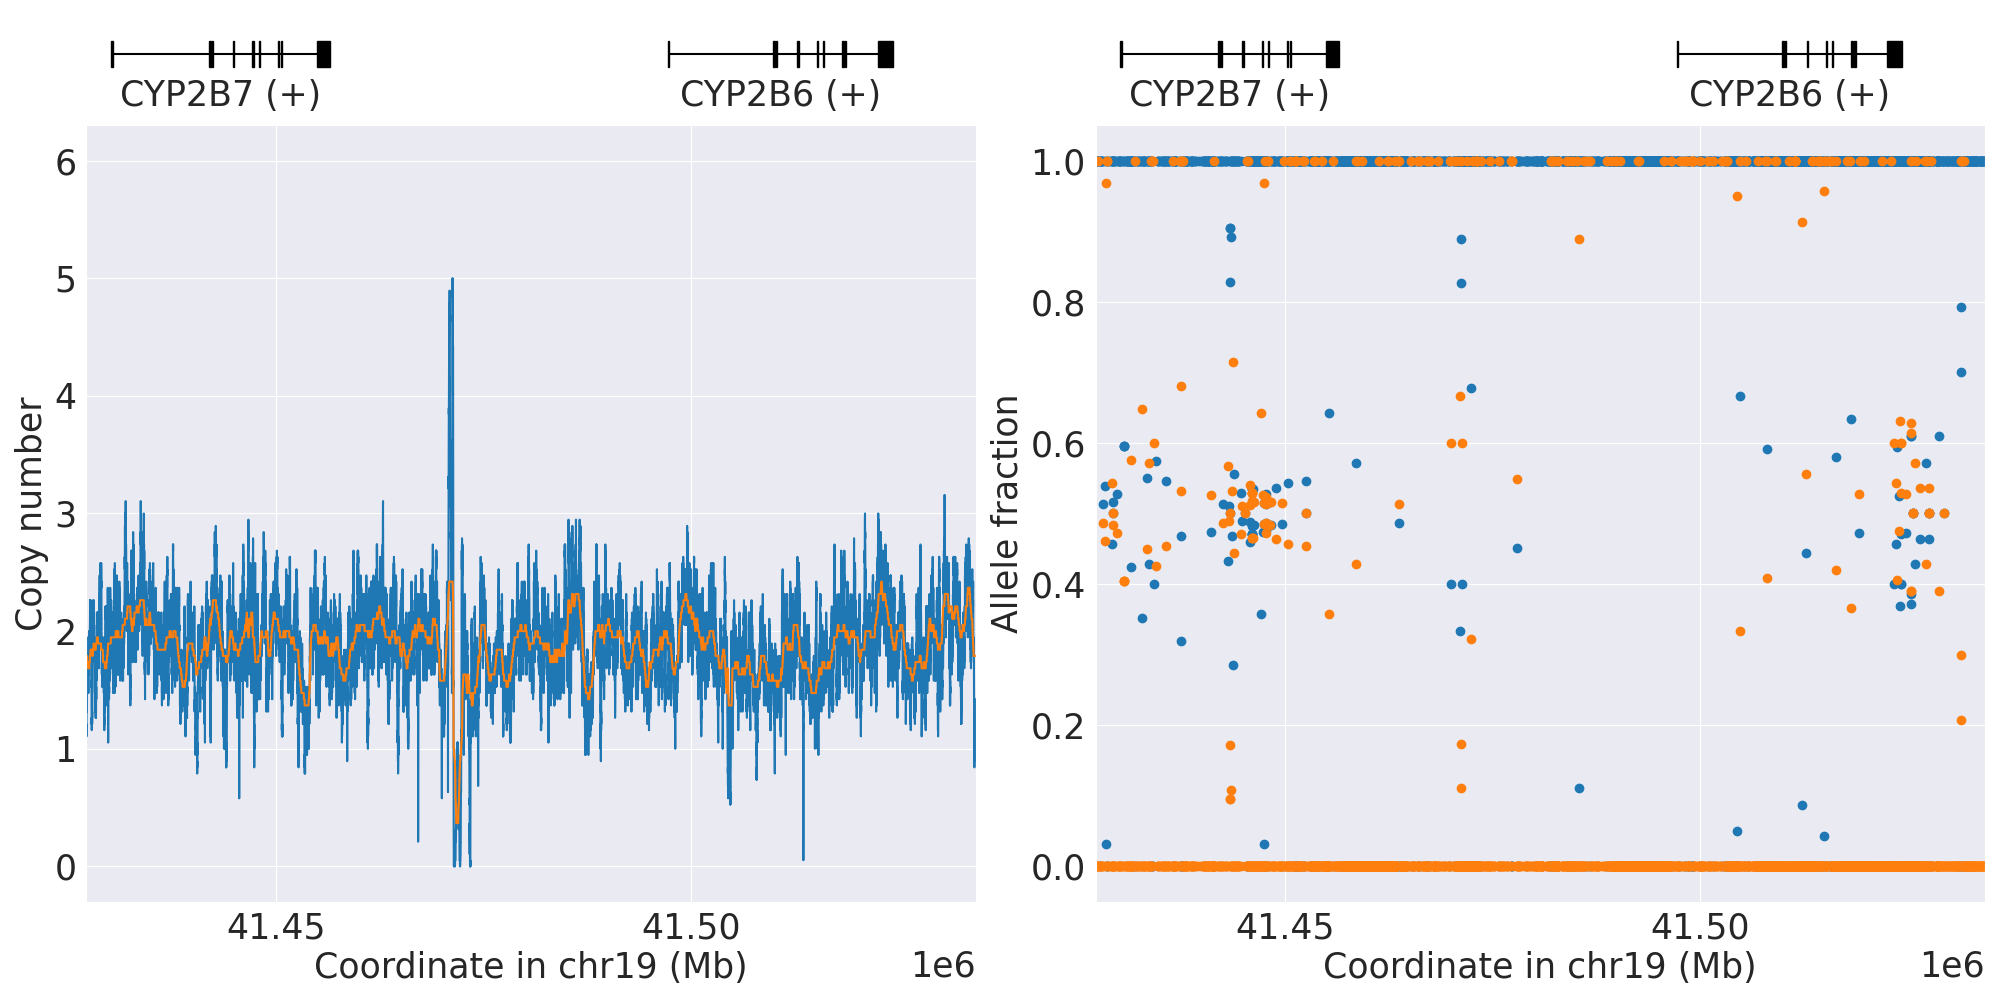 CYP2B7 (+)
CYP2B6 (+)
CYP2B7 (+)
CYP2B6 (+)
6
5
4
3
2
1
0
Copy number
41.45
41.50
Coordinate in chr19 (Mb)
1e6
1.0
0.8
0.6
0.4
0.2
0.0
Allele fraction
41.45
41.50
Coordinate in chr19 (Mb)
1e6